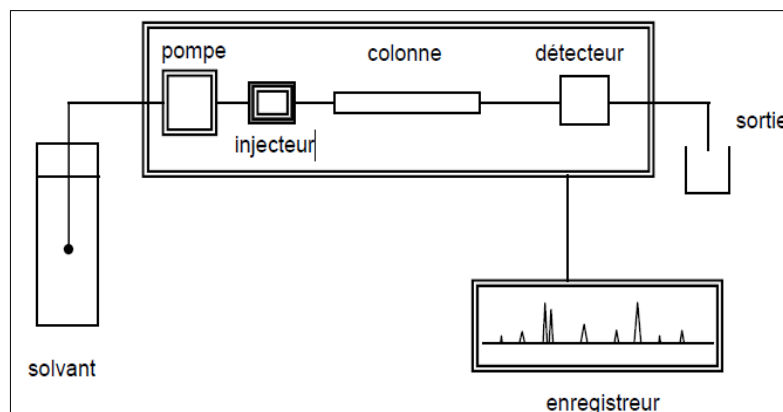 pompe
colonne
détecteur
injecteur
sortie
solvant
enregistreur